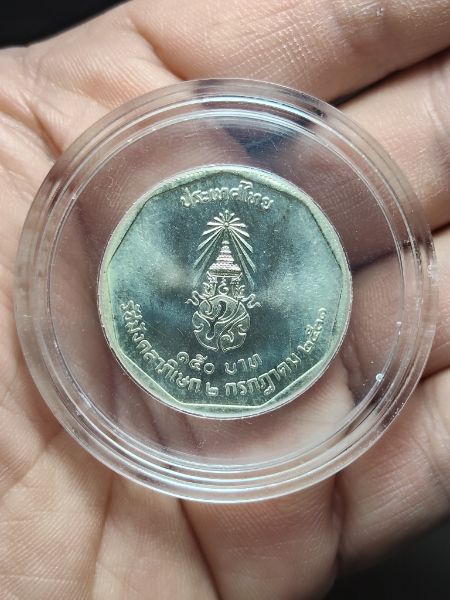 ประเทศไทย
๑๕๐ บาท
รัชมังคลาภิเษก ๒ กรกฎาคม ๒๕๓๑